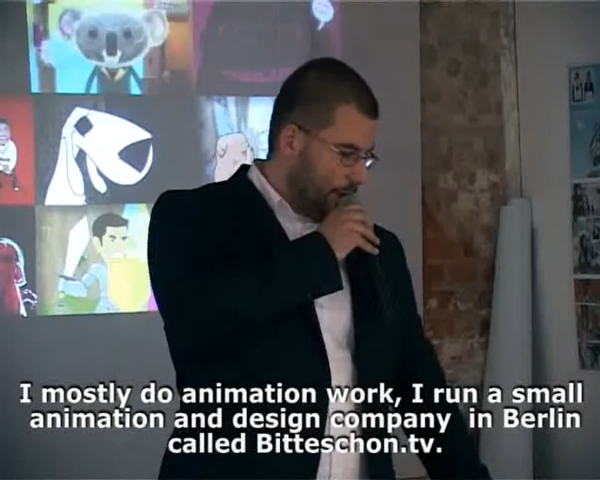 I mostly do animation work, I run a small
animation and design company  in Berlin
called Bitteschon.tv.